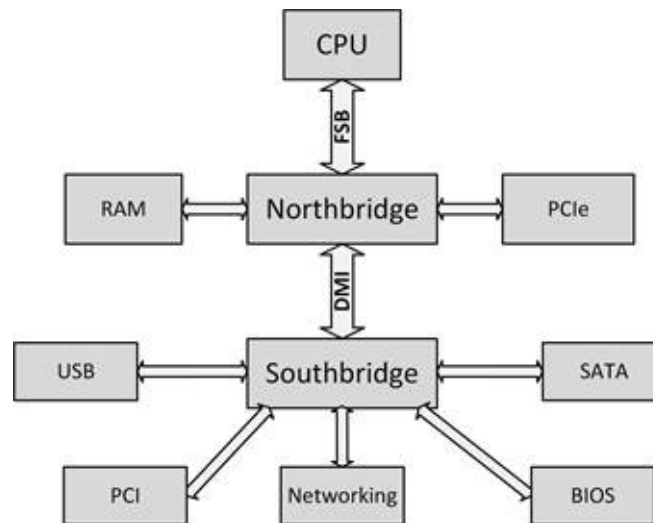 CPU
FSB
RAM
Northbridge
PCIe
DMI
USB
Southbridge
SATA
PCI
Networking
BIOS